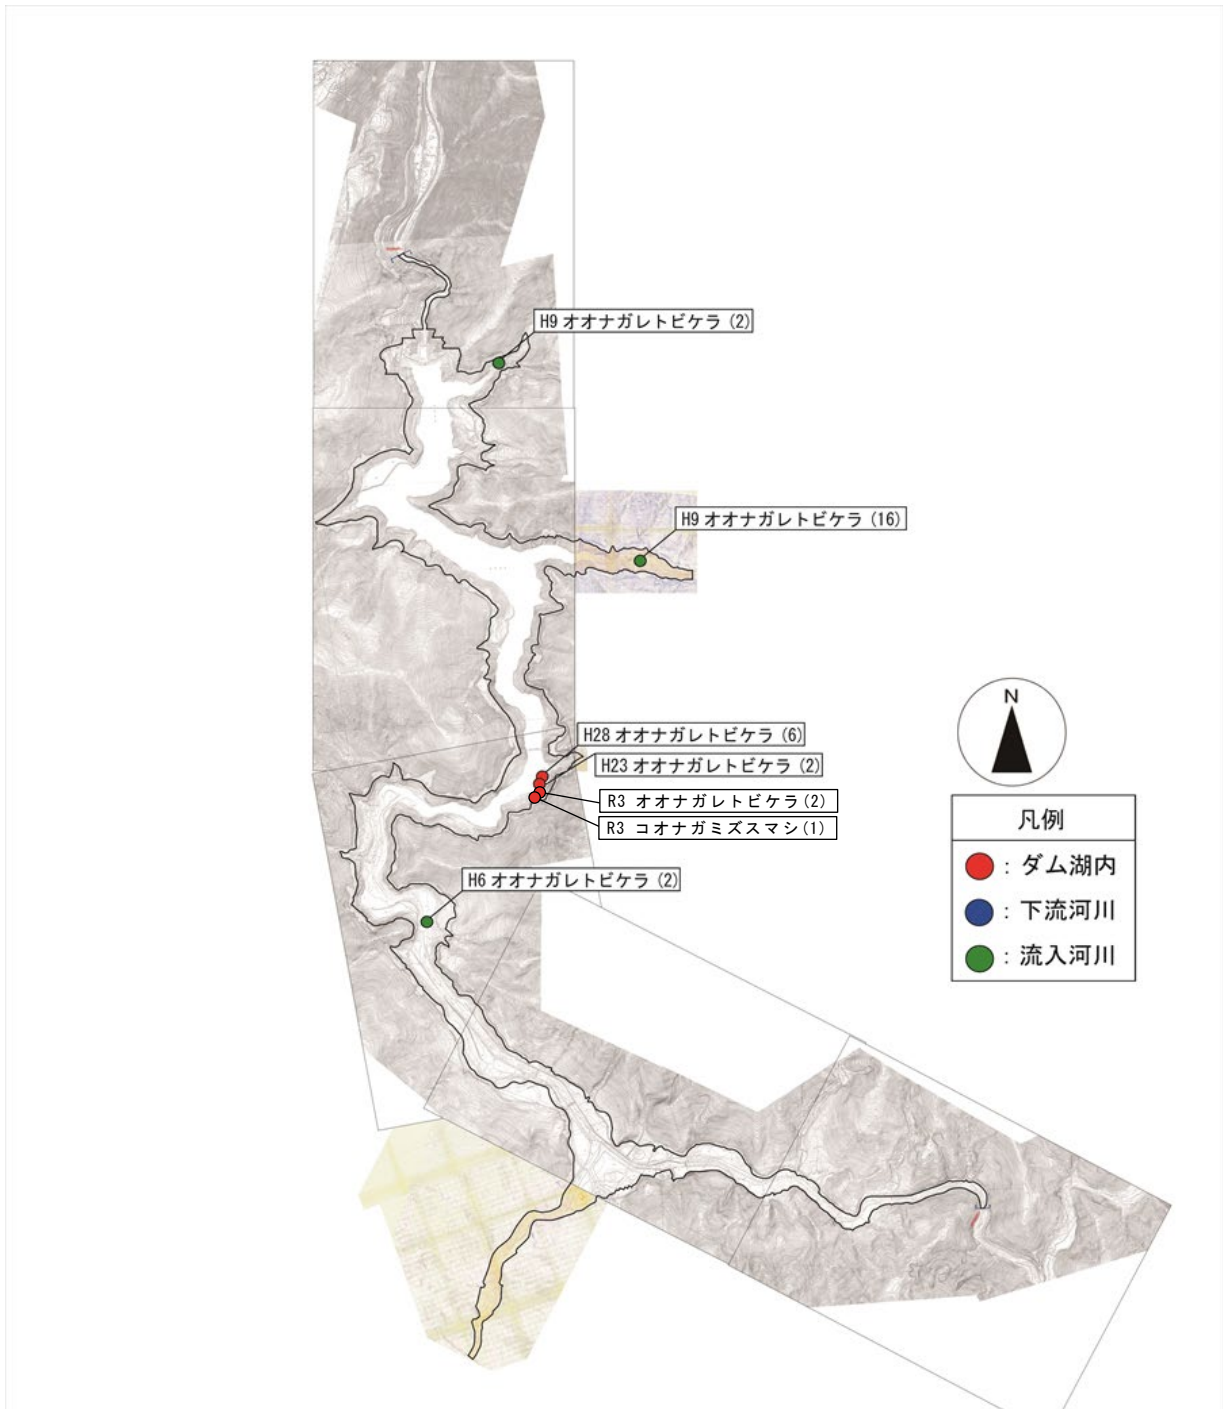 H9 オオナガレトビケラ (2)
H9 オオナガレトビケラ (16)
N
H28 オオナガレトビケラ (6)
H23 オオナガレトビケラ (2)
R3 オオナガレトビケラ(2)
R3 コオナガミズスマシ(1)
凡例
：ダム湖内
：下流河川
：流入河川
H6 オオナガレトビケラ (2)